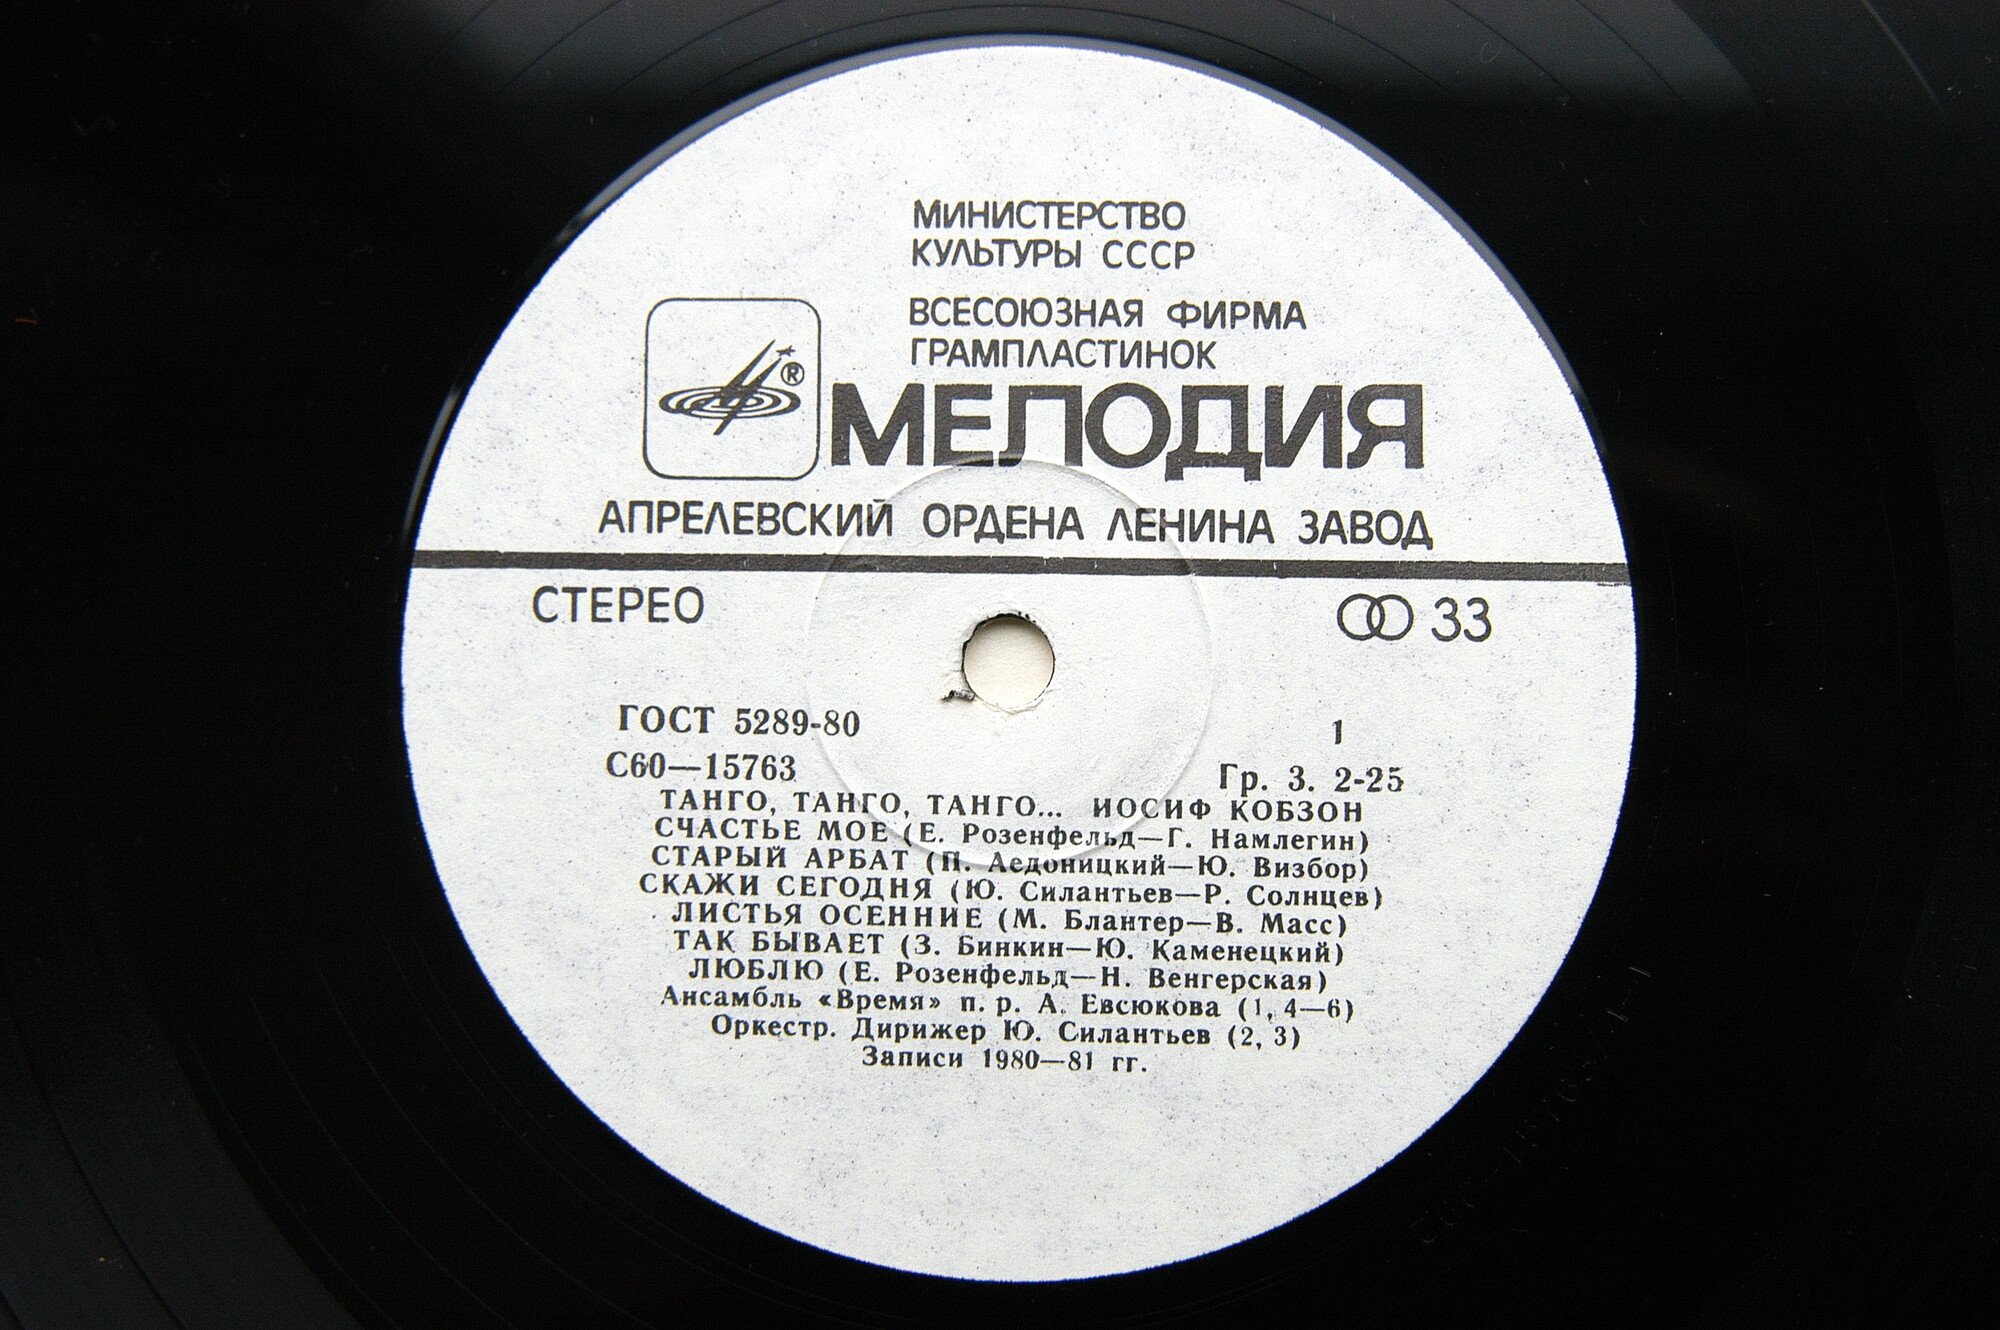 МИНИСТЕРСТВО
КУЛЬТУРЫ СССР
ВСЕСОЮЗНАЯ ФИРМА
ГРАМПЛАСТИНОК
®
МЕЛОДИЯ
АПРЕЛЕВСКИЙ ОРДЕНА ЛЕНИНА ЗАВОД
СТЕРЕО
33
ГОСТ 5289-80
1
С60—15763
Гр. 3. 2-25
ТАНГО, ТАНГО, ТАНГО... ИОСИФ КОБЗОН
СЧАСТЬЕ МОЕ (Е. Розенфельд—Г. Намлегин)
СТАРЫЙ АРБАТ (П. Аедоницкий—Ю. Визбор)
СКАЖИ СЕГОДНЯ (Ю. Силантьев—Р. Солнцев)
ЛИСТЬЯ ОСЕННИЕ (М. Блантер—В. Масс)
ТАК БЫВАЕТ (З. Бинкин—Ю. Каменецкий)
ЛЮБЛЮ (Е. Розенфельд—Н. Венгерская)
Ансамбль «Время» п. р. А. Евсюкова (1, 4—6)
Оркестр. Дирижер Ю. Силантьев (2, 3)
Записи 1980—81 гг.